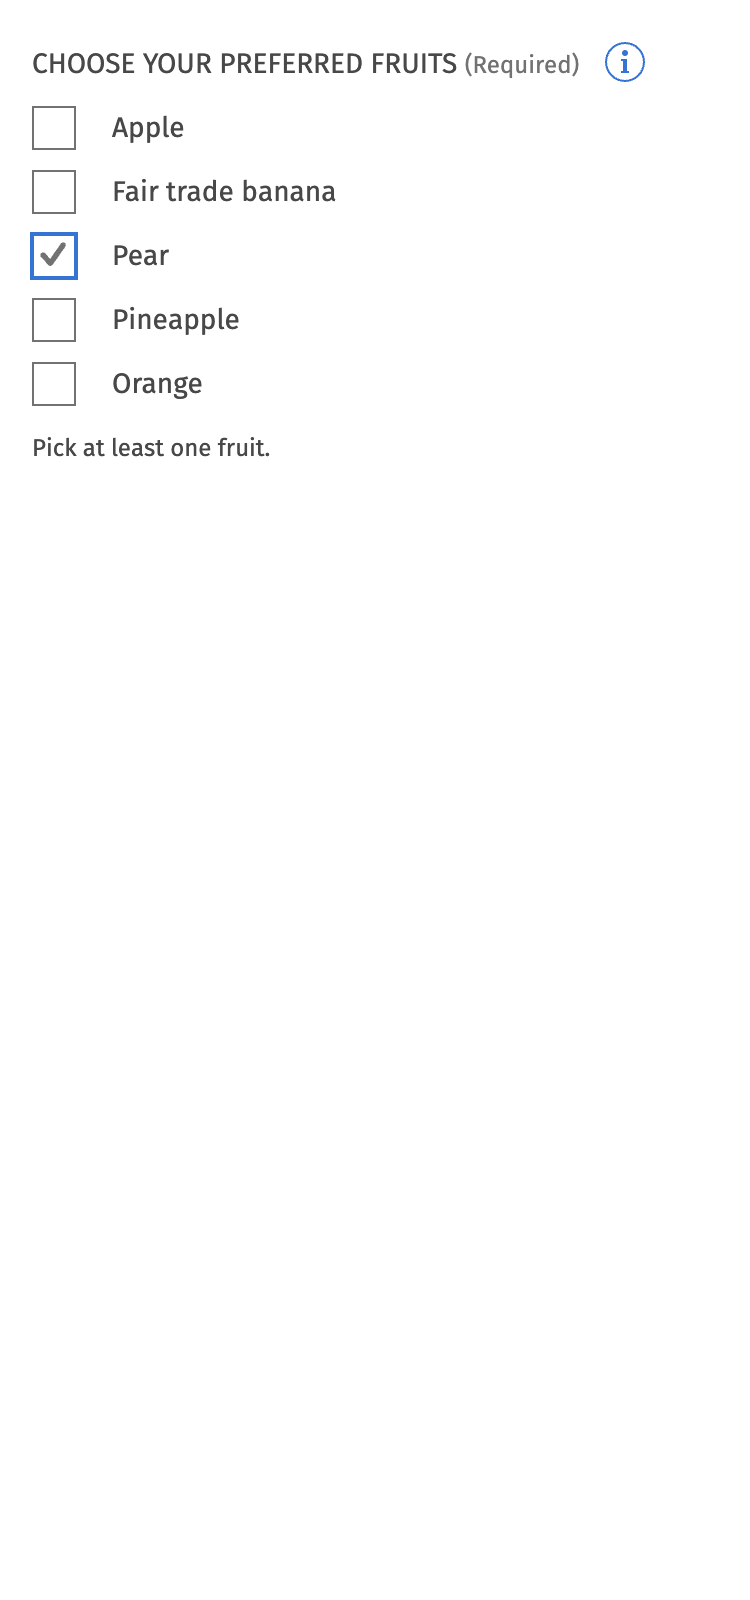 CHOOSE YOUR PREFERRED FRUITS (Required)
Apple
Fair trade banana
Pear
Pineapple
Orange
Pick at least one fruit.